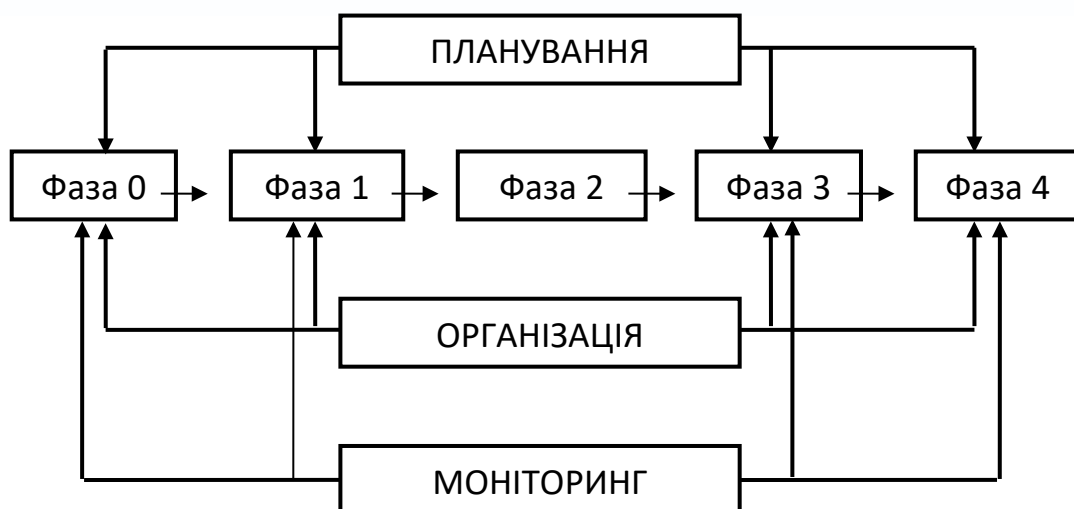 ПЛАНУВАННЯ
Фаза 0
Фаза 1
Фаза 2
Фаза 3
Фаза 4
ОРГАНІЗАЦІЯ
МОНІТОРИНГ